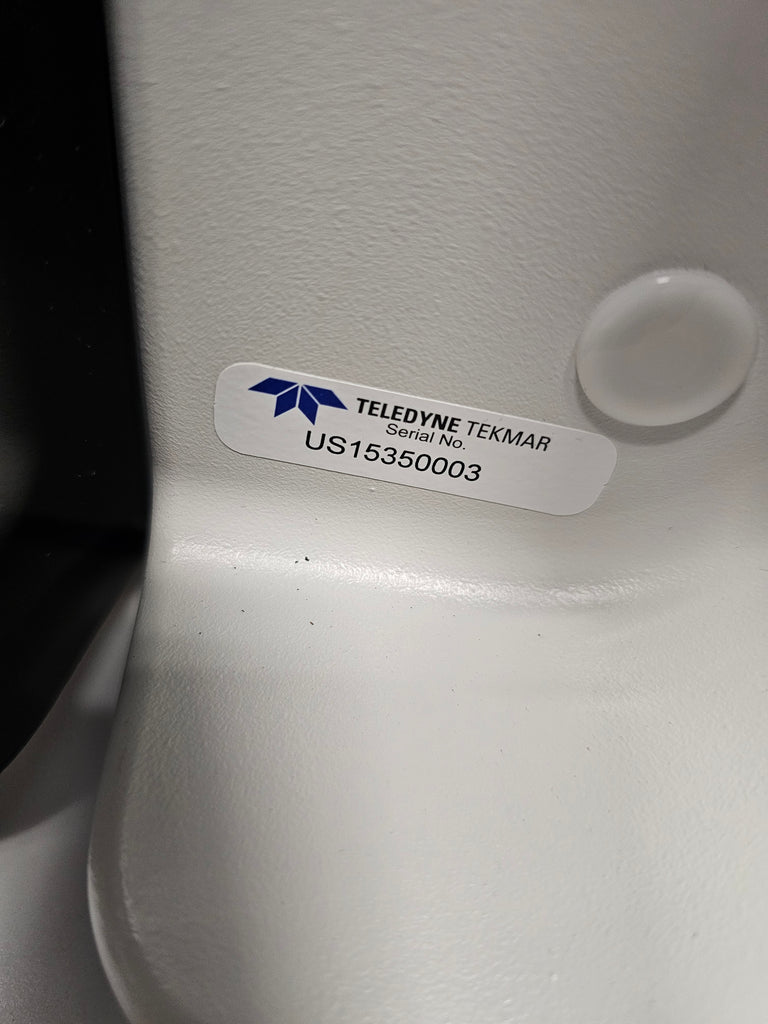 TELEDYNE TEKMAR
Serial No.
US15350003